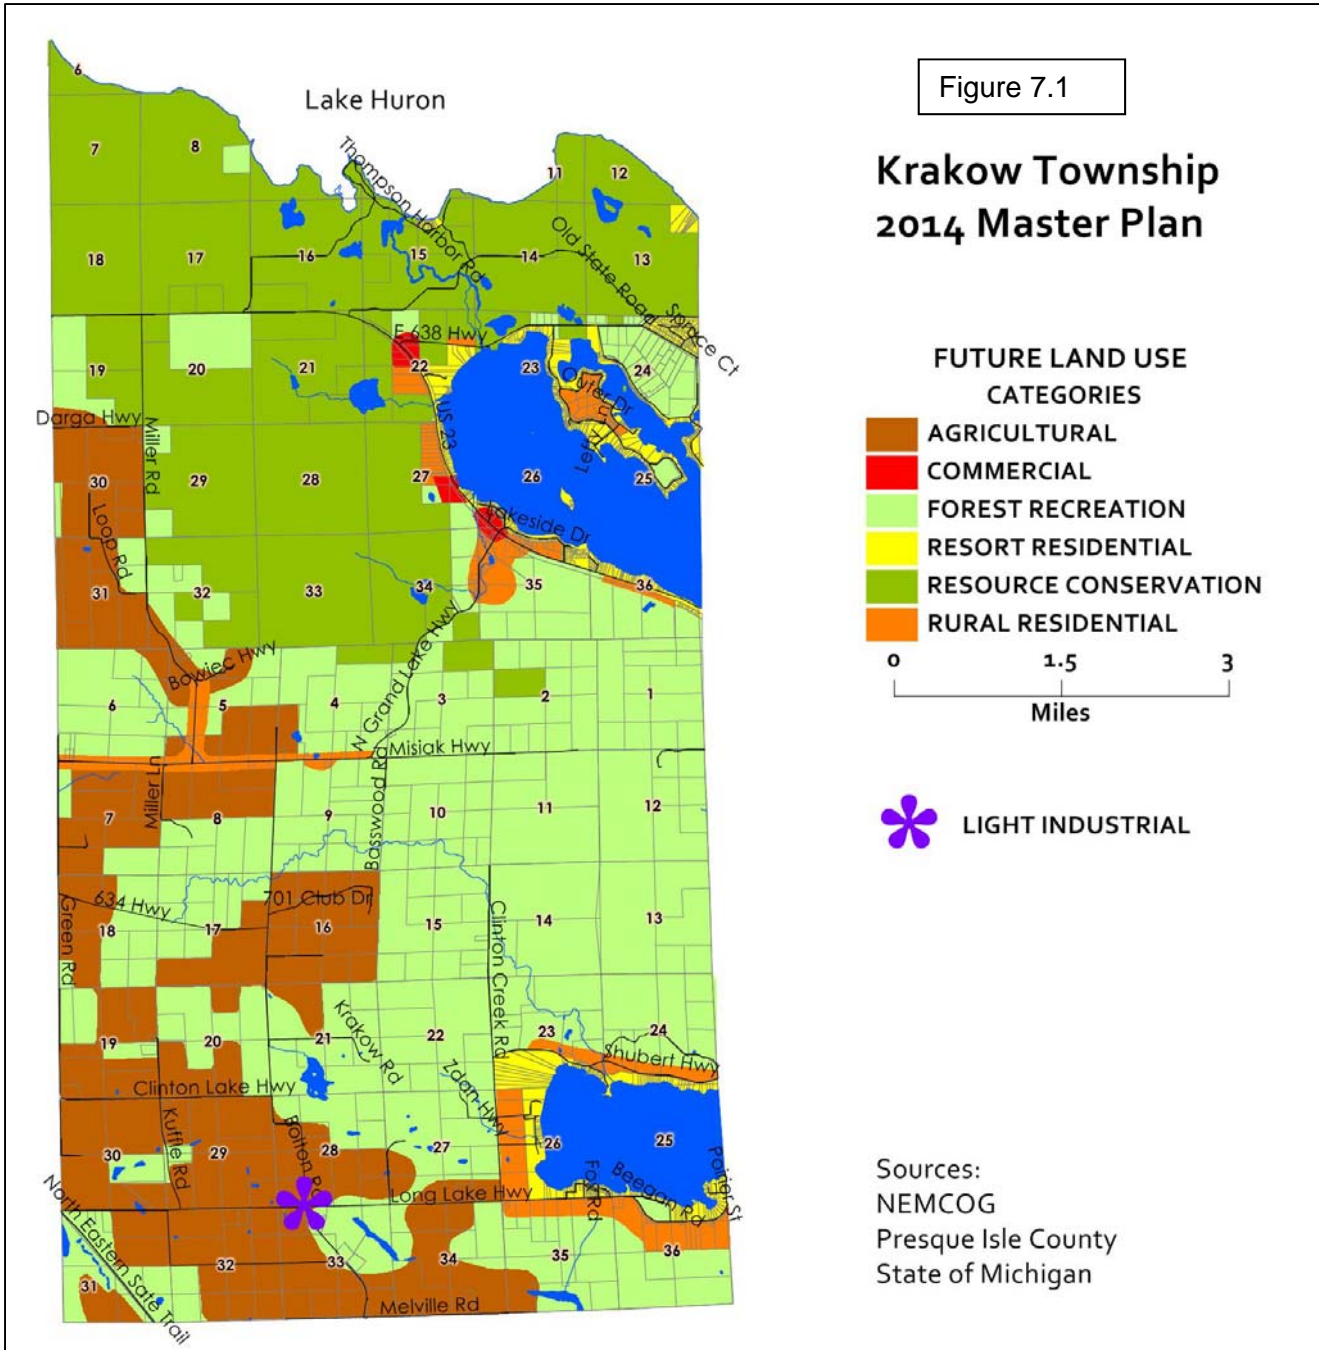 Figure 7.1
Krakow Township
2014 Master Plan
FUTURE LAND USE
CATEGORIES
AGRICULTURAL
COMMERCIAL
FOREST RECREATION
RESORT RESIDENTIAL
RESOURCE CONSERVATION
RURAL RESIDENTIAL
0 1.5 3
Miles
LIGHT INDUSTRIAL
Sources:
NEMCOG
Presque Isle County
State of Michigan
Lake Huron
6
7 8 11 12
Thompson Harbor Rd
Old State Road
18 17 16 15 14 13
Spruce Ct
E 638 Hwy
19 20 21 22 23 24
Outer Dr
Darga Hwy
Miller Rd
US 23
30 29 28 27 26 25
Loop Rd
Lakeside Dr
31 32 33 34 35 36
Bowiec Hwy
N Grand Lake Hwy
6 5 4 3 2 1
Misiak Hwy
Miller Ln
Basswood Rd
7 8 9 10 11 12
634 Hwy
701 Club Dr
Green Rd
Clinton Creek Rd
18 17 16 15 14 13
Krakow Rd
19 20 21 22 23 24
Shubert Hwy
Zdan Hwy
Clinton Lake Hwy
Kuffle Rd
Bolton Rd
30 29 28 27 26 25
Long Lake Hwy
Fox Rd
Beegan Rd
Poirier St
North Eastern Sate Trail
31 32 33 34 35 36
Melville Rd